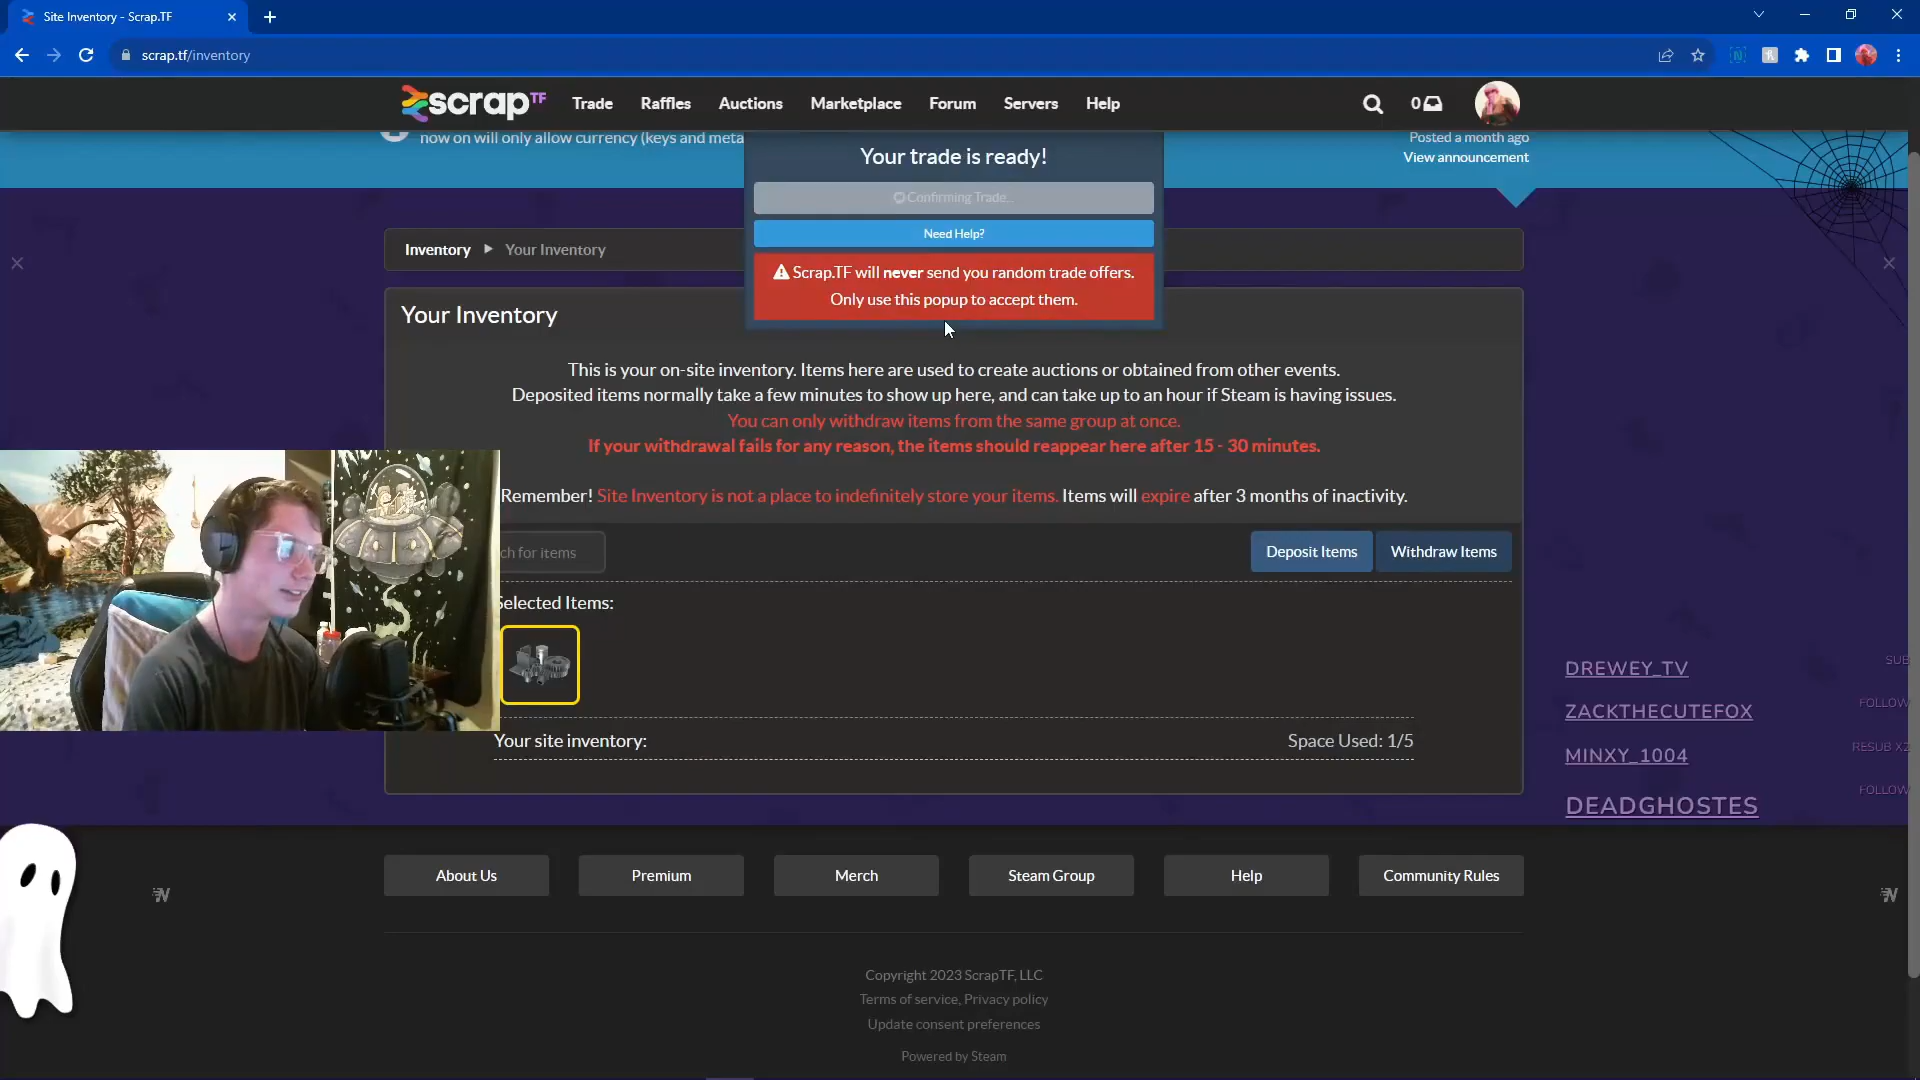 Site Inventory - Scrap.TF
scrap.tf/inventory
scrapTF
Trade
Raffles
Auctions
Marketplace
Forum
Servers
Help
0
now on will only allow currency (keys and meta
Posted a month ago
View announcement
Your trade is ready!
Confirming Trade...
Need Help?
Scrap.TF will never send you random trade offers.
Only use this popup to accept them.
Inventory
Your Inventory
Your Inventory
This is your on-site inventory. Items here are used to create auctions or obtained from other events.
Deposited items normally take a few minutes to show up here, and can take up to an hour if Steam is having issues.
You can only withdraw items from the same group at once.
If your withdrawal fails for any reason, the items should reappear here after 15 - 30 minutes.
Remember! Site Inventory is not a place to indefinitely store your items. Items will expire after 3 months of inactivity.
ch for items
Deposit Items
Withdraw Items
Selected Items:
Your site inventory:
Space Used: 1/5
DREWEY_TV
SUB
ZACKTHECUTEFOX
FOLLOW
MINXY_1004
RESUB X2
DEADGHOSTES
FOLLOW
About Us
Premium
Merch
Steam Group
Help
Community Rules
Copyright 2023 ScrapTF, LLC
Terms of service, Privacy policy
Update consent preferences
Powered by Steam